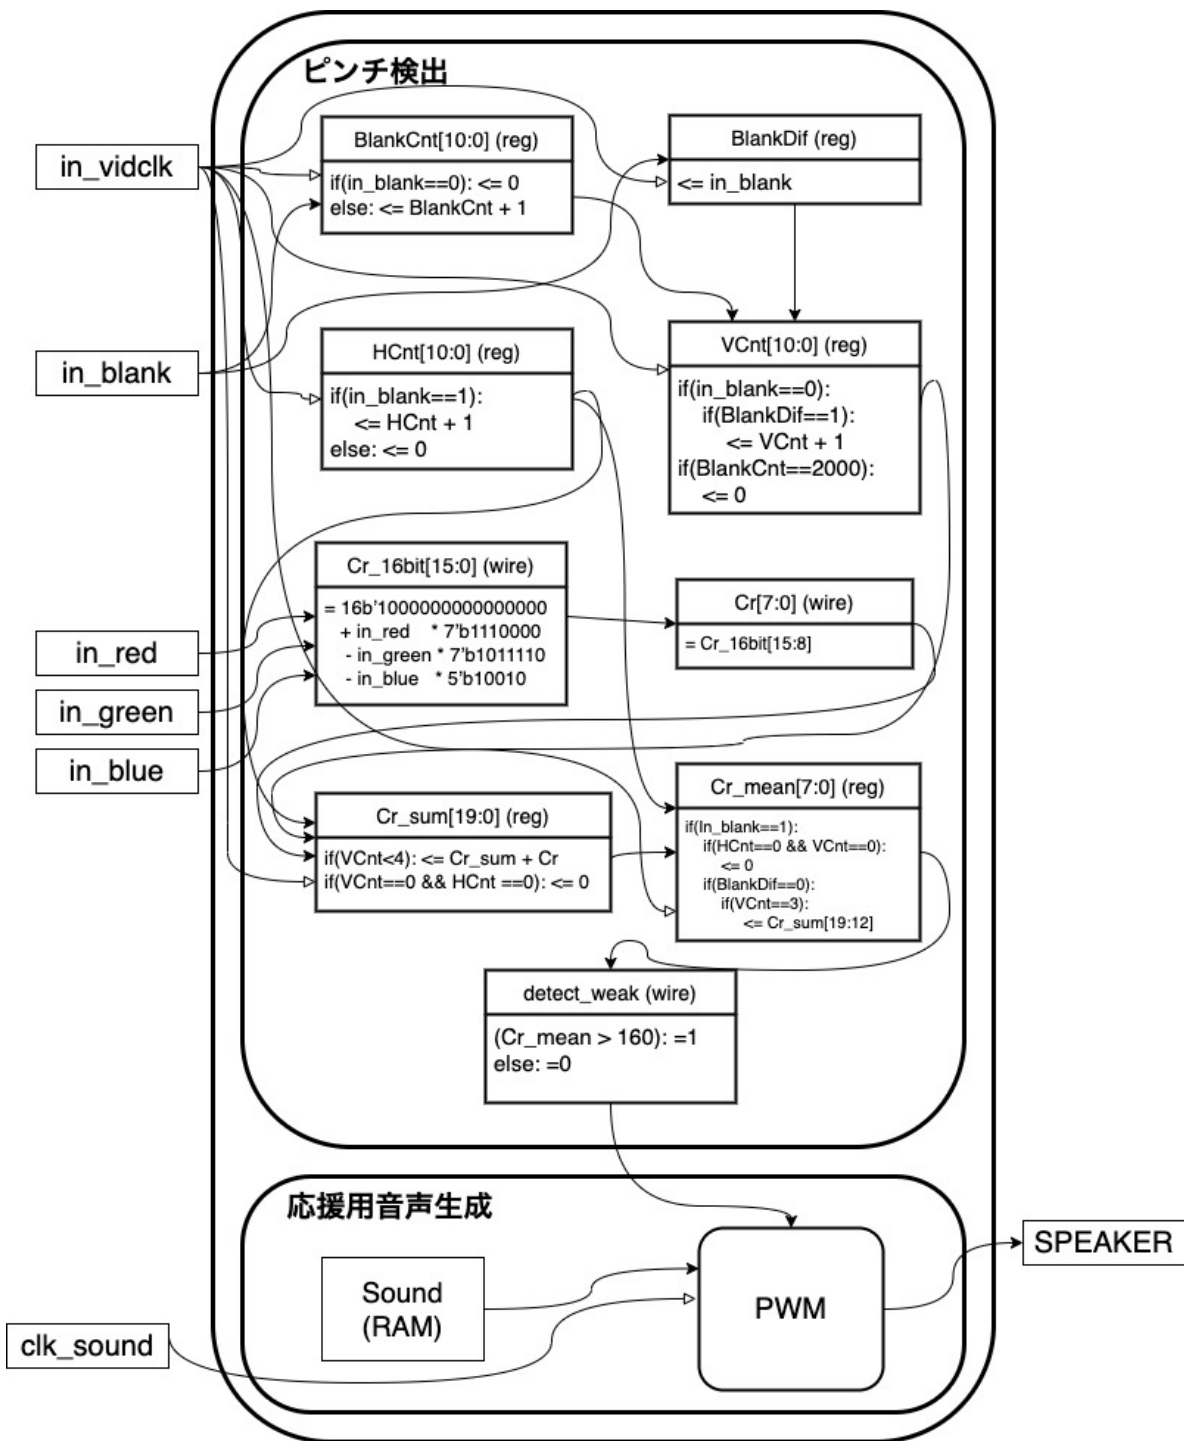 ピンチ検出
in_vidclk
BlankCnt[10:0] (reg)
if(in_blank==0): <= 0
else: <= BlankCnt + 1
BlankDif (reg)
<= in_blank
in_blank
HCnt[10:0] (reg)
if(in_blank==1):
<= HCnt + 1
else: <= 0
VCnt[10:0] (reg)
if(in_blank==0):
if(BlankDif==1):
<= VCnt + 1
if(BlankCnt==2000):
<= 0
in_red
in_green
in_blue
Cr_16bit[15:0] (wire)
= 16b'1000000000000000
+ in_red * 7'b1110000
- in_green * 7'b1011110
- in_blue * 5'b10010
Cr[7:0] (wire)
= Cr_16bit[15:8]
Cr_sum[19:0] (reg)
if(VCnt<4): <= Cr_sum + Cr
if(VCnt==0 && HCnt ==0): <= 0
Cr_mean[7:0] (reg)
if(In_blank==1):
if(HCnt==0 && VCnt==0):
<= 0
if(BlankDif==0):
if(VCnt==3):
<= Cr_sum[19:12]
detect_weak (wire)
(Cr_mean > 160): =1
else: =0
応援用音声生成
Sound
(RAM)
PWM
SPEAKER
clk_sound